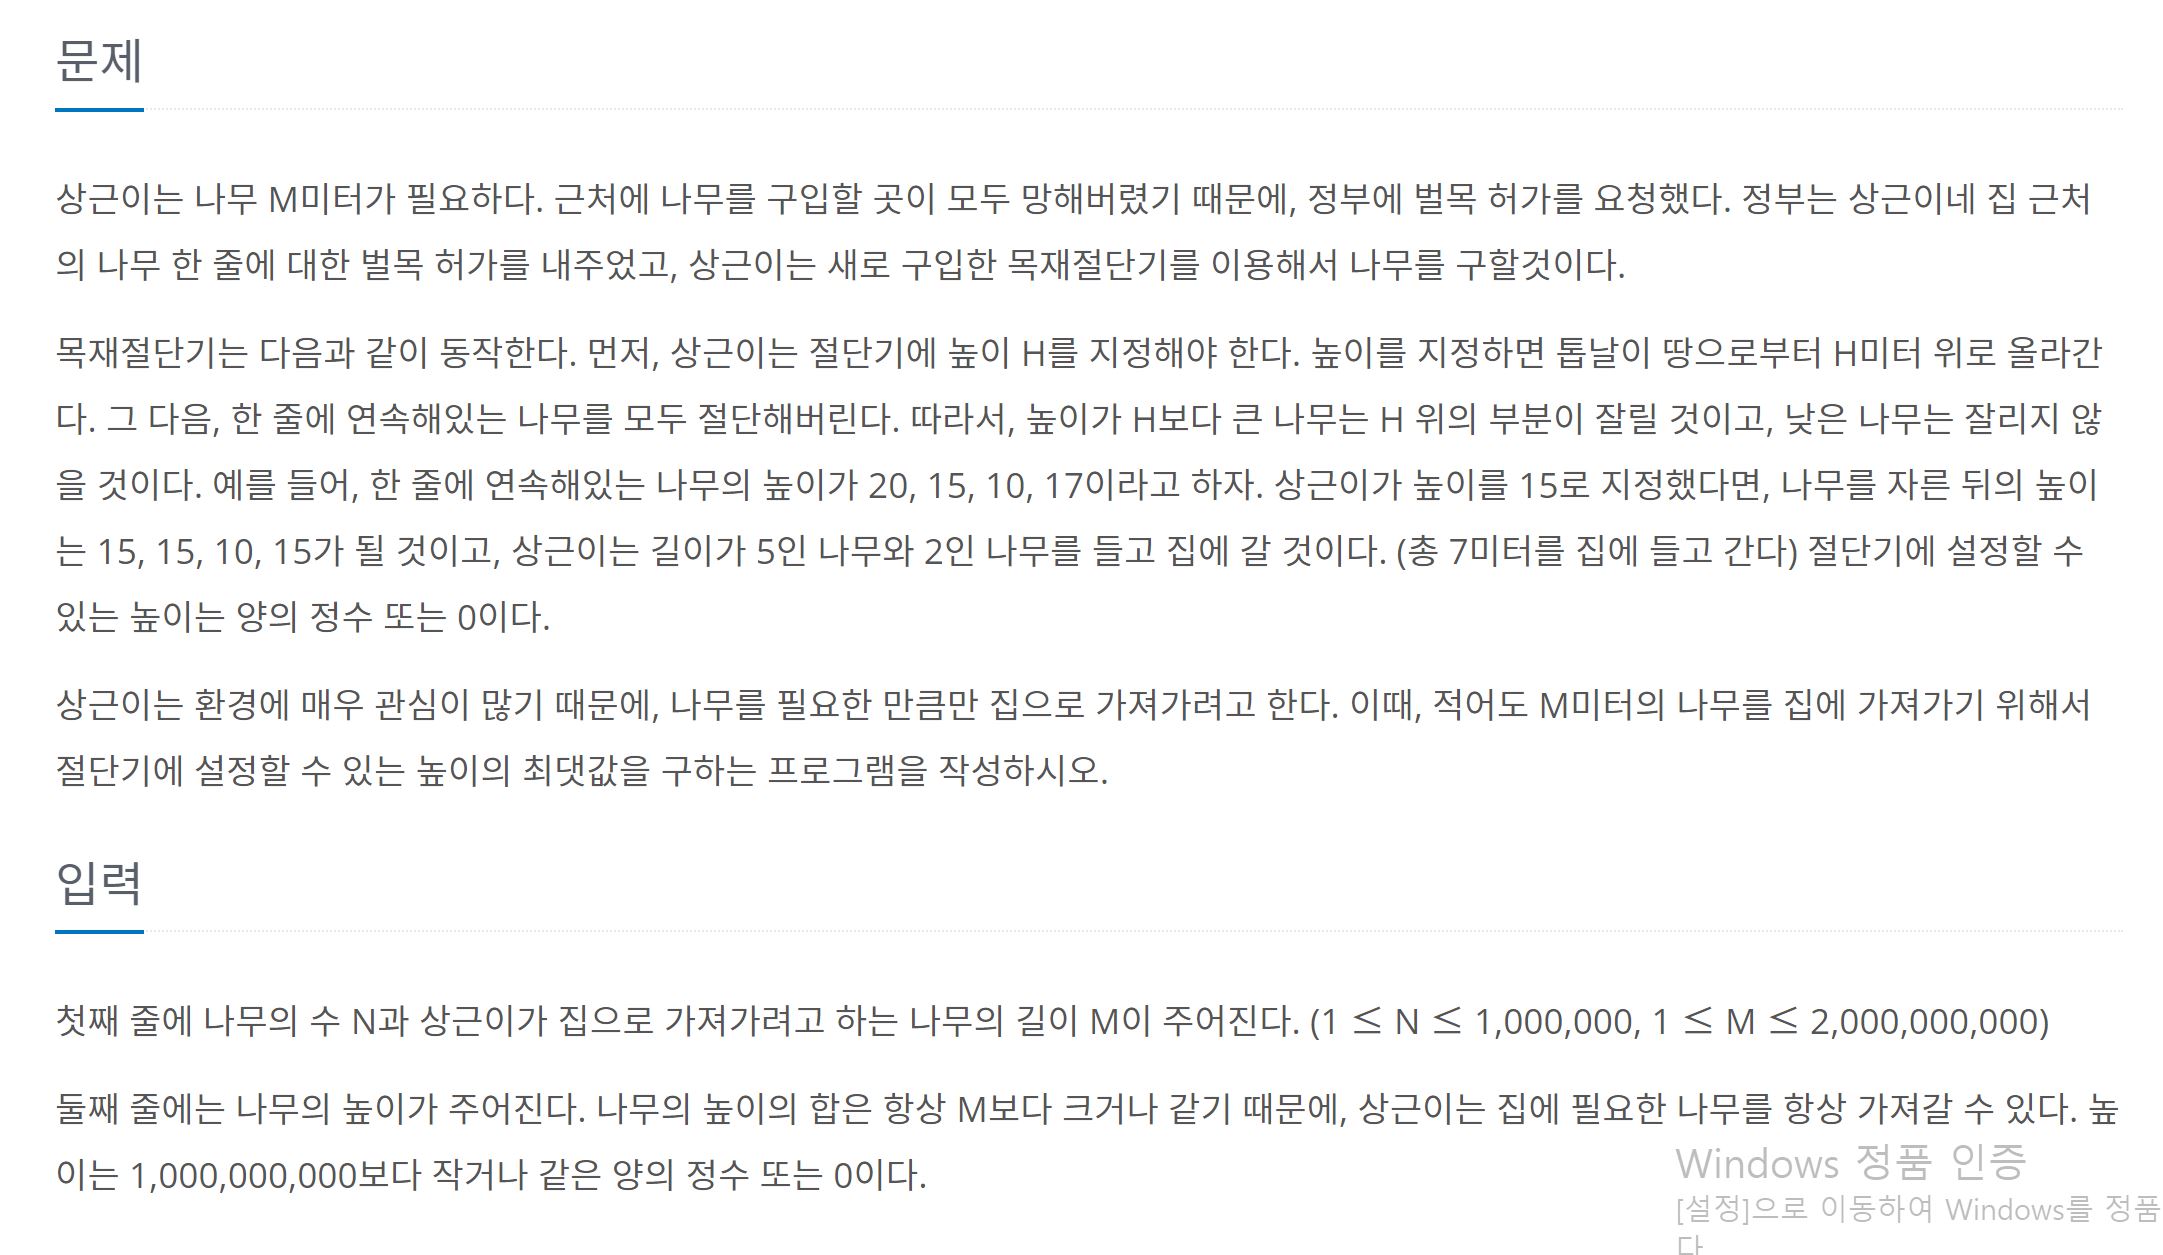 문제
상근이는 나무 M미터가 필요하다. 근처에 나무를 구입할 곳이 모두 망해버렸기 때문에, 정부에 벌목 허가를 요청했다. 정부는 상근이네 집 근처
의 나무 한 줄에 대한 벌목 허가를 내주었고, 상근이는 새로 구입한 목재절단기를 이용해서 나무를 구할것이다.
목재절단기는 다음과 같이 동작한다. 먼저, 상근이는 절단기에 높이 H를 지정해야 한다. 높이를 지정하면 톱날이 땅으로부터 H미터 위로 올라간
다. 그 다음, 한 줄에 연속해있는 나무를 모두 절단해버린다. 따라서, 높이가 H보다 큰 나무는 H 위의 부분이 잘릴 것이고, 낮은 나무는 잘리지 않
을 것이다. 예를 들어, 한 줄에 연속해있는 나무의 높이가 20, 15, 10, 17이라고 하자. 상근이가 높이를 15로 지정했다면, 나무를 자른 뒤의 높이
는 15, 15, 10, 15가 될 것이고, 상근이는 길이가 5인 나무와 2인 나무를 들고 집에 갈 것이다. (총 7미터를 집에 들고 간다) 절단기에 설정할 수
있는 높이는 양의 정수 또는 0이다.
상근이는 환경에 매우 관심이 많기 때문에, 나무를 필요한 만큼만 집으로 가져가려고 한다. 이때, 적어도 M미터의 나무를 집에 가져가기 위해서
절단기에 설정할 수 있는 높이의 최댓값을 구하는 프로그램을 작성하시오.
입력
첫째 줄에 나무의 수 N과 상근이가 집으로 가져가려고 하는 나무의 길이 M이 주어진다. (1 ≤ N ≤ 1,000,000, 1 ≤ M ≤ 2,000,000,000)
둘째 줄에는 나무의 높이가 주어진다. 나무의 높이의 합은 항상 M보다 크거나 같기 때문에, 상근이는 집에 필요한 나무를 항상 가져갈 수 있다. 높
이는 1,000,000,000보다 작거나 같은 양의 정수 또는 0이다.
Windows 정품 인증
[설정]으로 이동하여 Windows를 정품